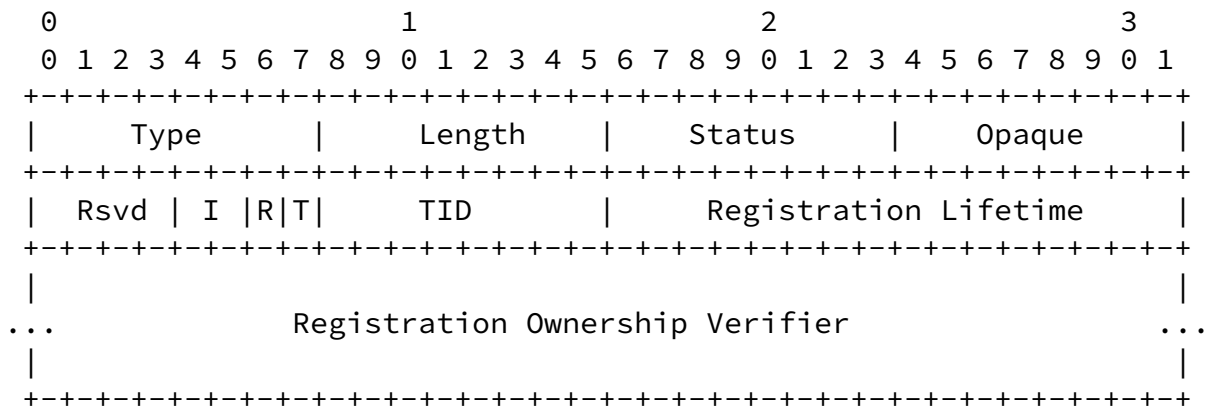 0                   1                   2                   3
 0 1 2 3 4 5 6 7 8 9 0 1 2 3 4 5 6 7 8 9 0 1 2 3 4 5 6 7 8 9 0 1
+-+-+-+-+-+-+-+-+-+-+-+-+-+-+-+-+-+-+-+-+-+-+-+-+-+-+-+-+-+-+-+-+
|     Type      |     Length    |    Status     |    Opaque     |
+-+-+-+-+-+-+-+-+-+-+-+-+-+-+-+-+-+-+-+-+-+-+-+-+-+-+-+-+-+-+-+-+
|  Rsvd | I |R|T|     TID       |     Registration Lifetime     |
+-+-+-+-+-+-+-+-+-+-+-+-+-+-+-+-+-+-+-+-+-+-+-+-+-+-+-+-+-+-+-+-+
|                                                               |
...             Registration Ownership Verifier                 ...
|                                                               |
+-+-+-+-+-+-+-+-+-+-+-+-+-+-+-+-+-+-+-+-+-+-+-+-+-+-+-+-+-+-+-+-+